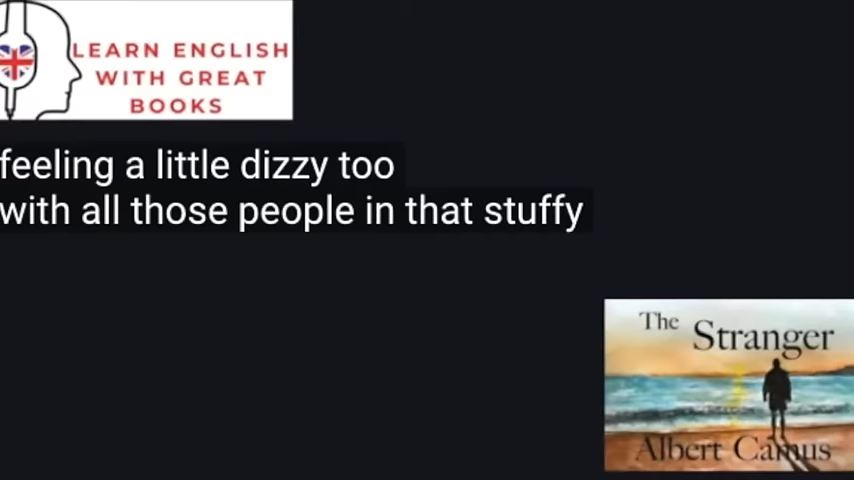 LEARN ENGLISH
WITH GREAT
BOOKS
feeling a little dizzy too
with all those people in that stuffy
The Stranger
Albert Camus